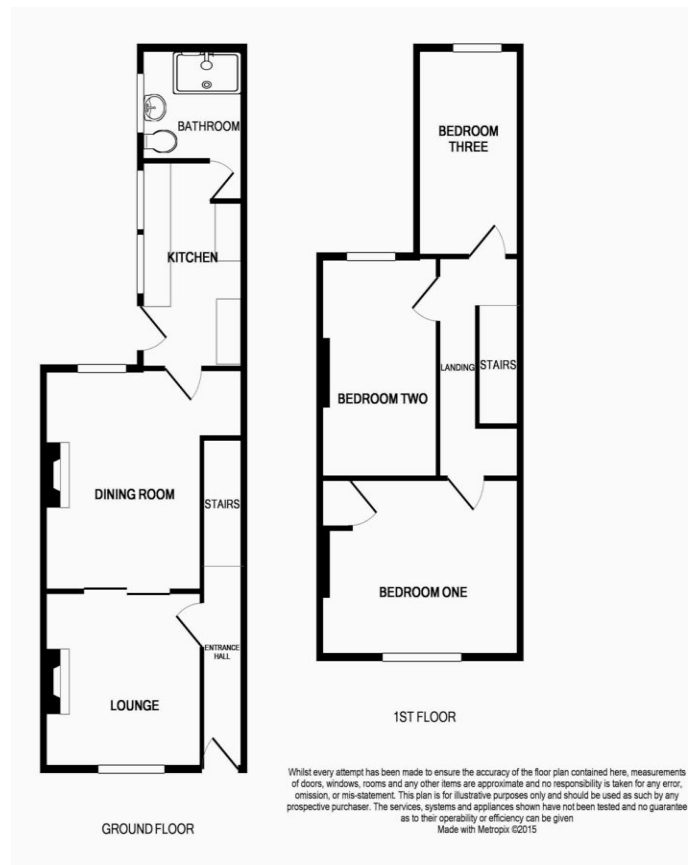 BATHROOM
KITCHEN
DINING ROOM
STAIRS
ENTRANCE
HALL
LOUNGE
GROUND FLOOR
BEDROOM
THREE
BEDROOM TWO
LANDING
STAIRS
BEDROOM ONE
1ST FLOOR
Whilst every attempt has been made to ensure the accuracy of the floor plan contained here, measurements
of doors, windows, rooms and any other items are approximate and no responsibility is taken for any error,
omission, or mis-statement. This plan is for illustrative purposes only and should be used as such by any
prospective purchaser. The services, systems and appliances shown have not been tested and no guarantee
as to their operability or efficiency can be given
Made with Metropix ©2015